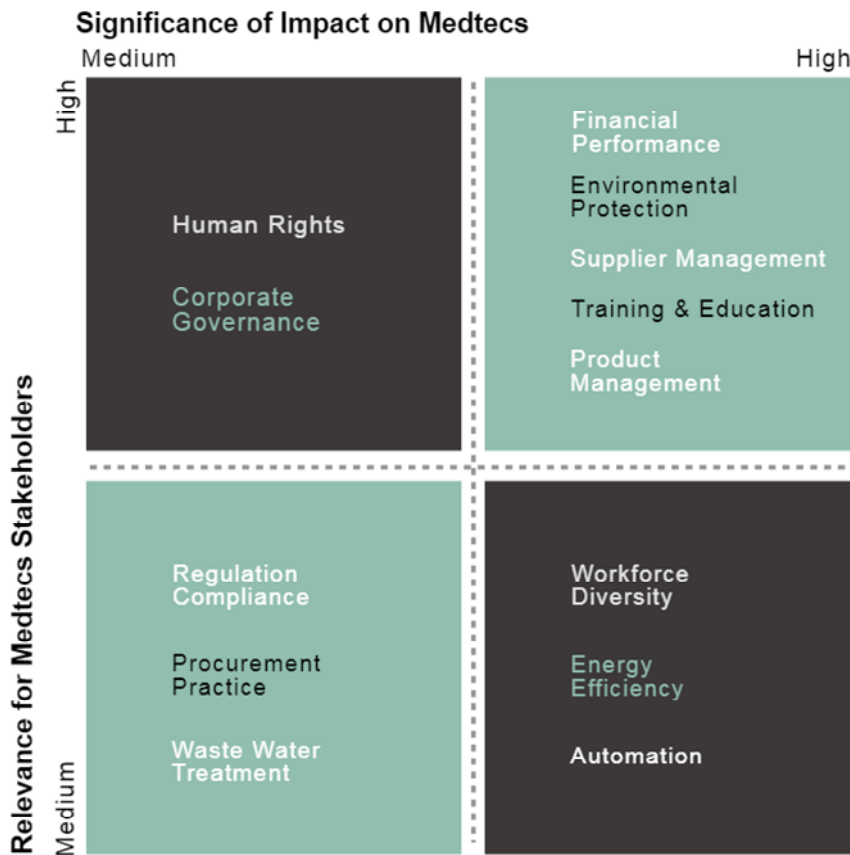 Significance of Impact on Medtecs
Medium
High
High
Human Rights
Corporate
Governance
Financial
Performance
Environmental
Protection
Supplier Management
Training & Education
Product
Management
Relevance for Medtecs Stakeholders
Medium
Regulation
Compliance
Procurement
Practice
Waste Water
Treatment
Workforce
Diversity
Energy
Efficiency
Automation